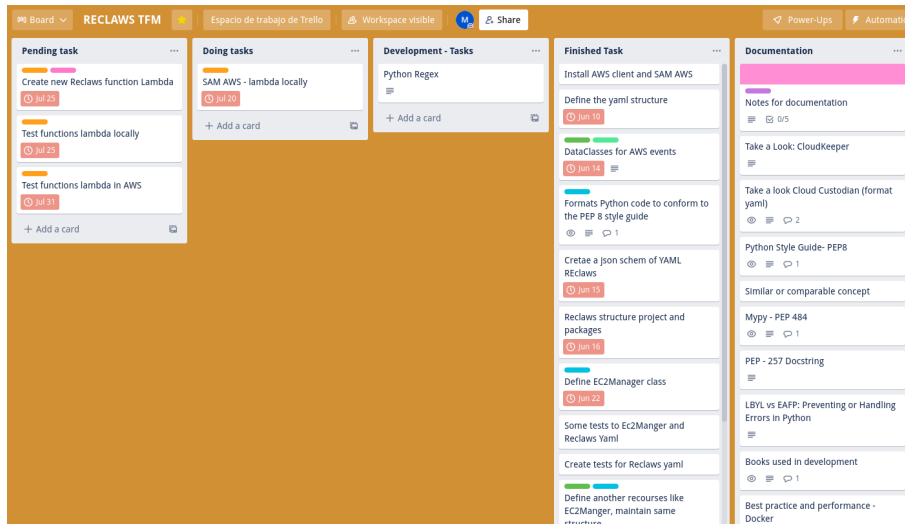 Board
RECLAWS TFM
Espacio de trabajo de Trello
Workspace visible
M
Share
Power-Ups
Automatio
Pending task
Create new Reclaws function Lambda
Jul 25
Test functions lambda locally
Jul 25
Test functions lambda in AWS
Jul 31
+ Add a card
Doing tasks
SAM AWS - lambda locally
Jul 20
+ Add a card
Development - Tasks
Python Regex
+ Add a card
Finished Task
Install AWS client and SAM AWS
Define the yaml structure
Jun 10
DataClasses for AWS events
Jun 14
Formats Python code to conform to
the PEP 8 style guide
1
Cretae a json schem of YAML
REclaws
Jun 15
Reclaws structure project and
packages
Jun 16
Define EC2Manager class
Jun 22
Some tests to Ec2Manger and
Reclaws Yaml
Create tests for Reclaws yaml
Define another recourses like
EC2Manger, maintain same
structure
Documentation
Notes for documentation
0/5
Take a Look: CloudKeeper
Take a look Cloud Custodian (format
yaml)
2
Python Style Guide- PEP8
1
Similar or comparable concept
Mypy - PEP 484
1
PEP - 257 Docstring
LBYL vs EAFP: Preventing or Handling
Errors in Python
Books used in development
1
Best practice and performance -
Docker